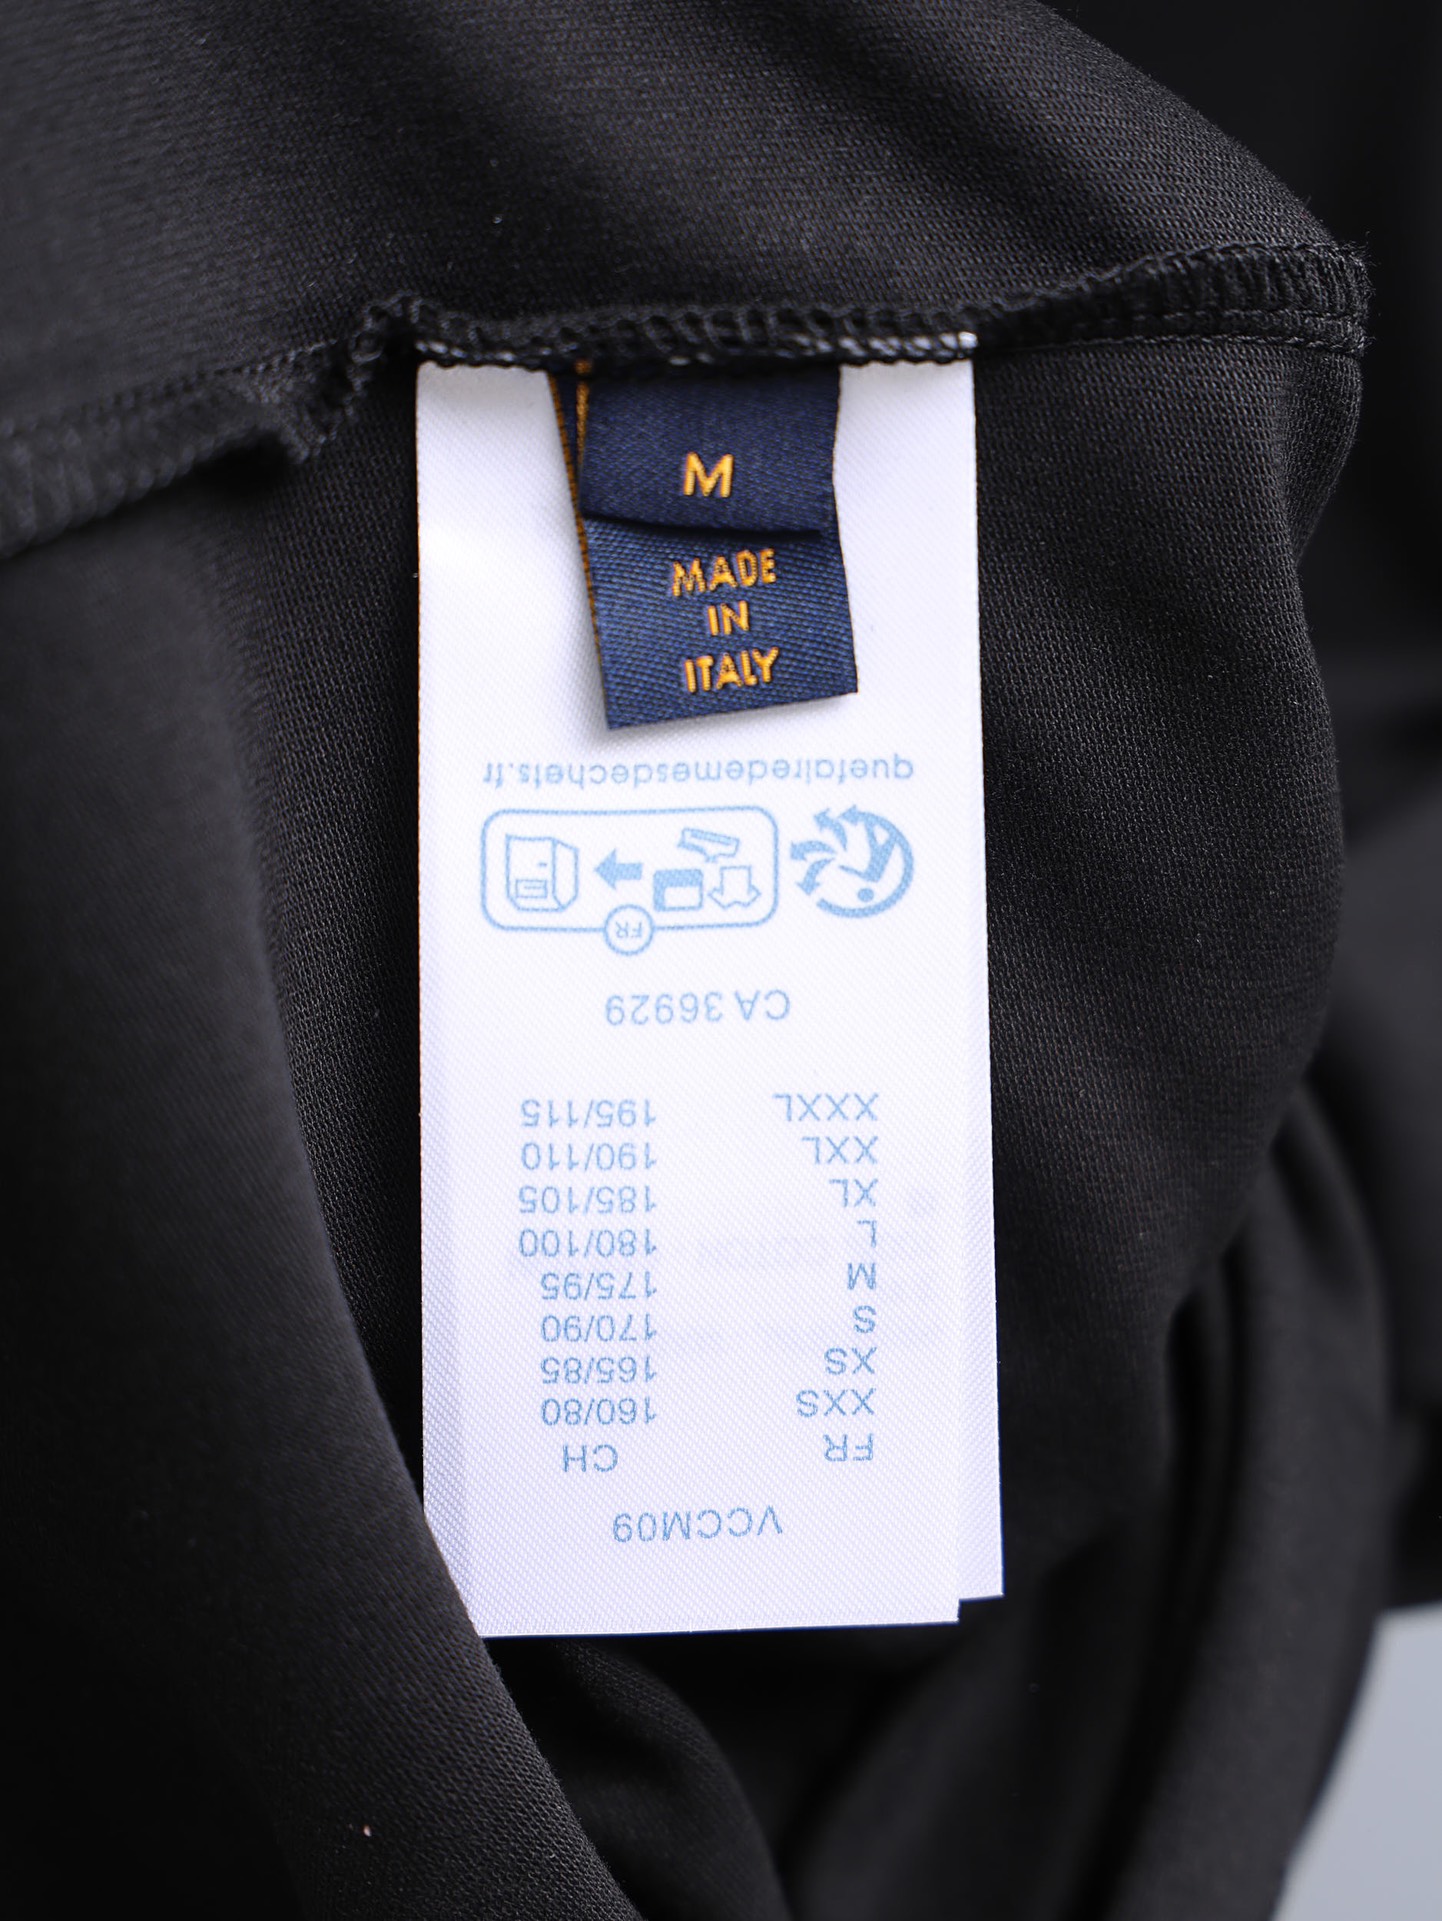 M
MADE
IN
ITALY
VCCM09
FR CH
XXS 160/80
XS 165/85
S 170/90
M 175/95
L 180/100
XL 185/105
XXL 190/110
XXXL 195/115
CA 36929
FR
quefairedemesdechets.fr